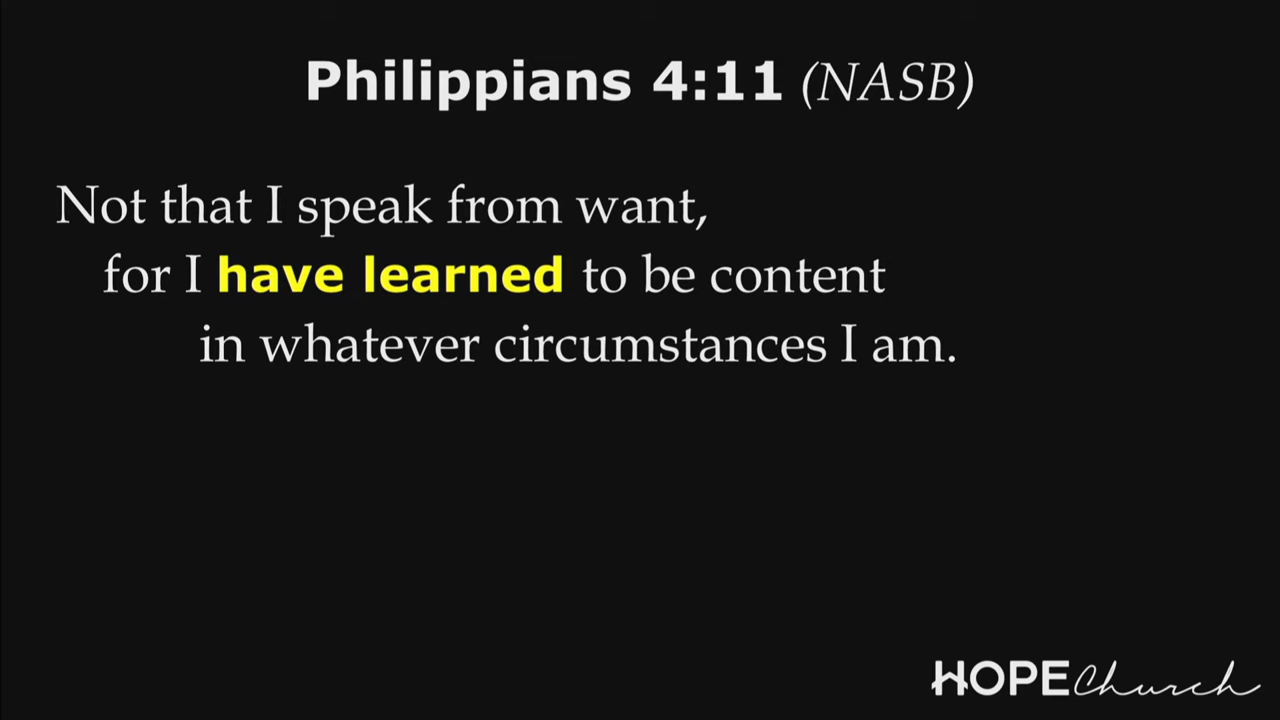 Philippians 4:11 (NASB)
Not that I speak from want,
for I have learned to be content
in whatever circumstances I am.
HOPE Church